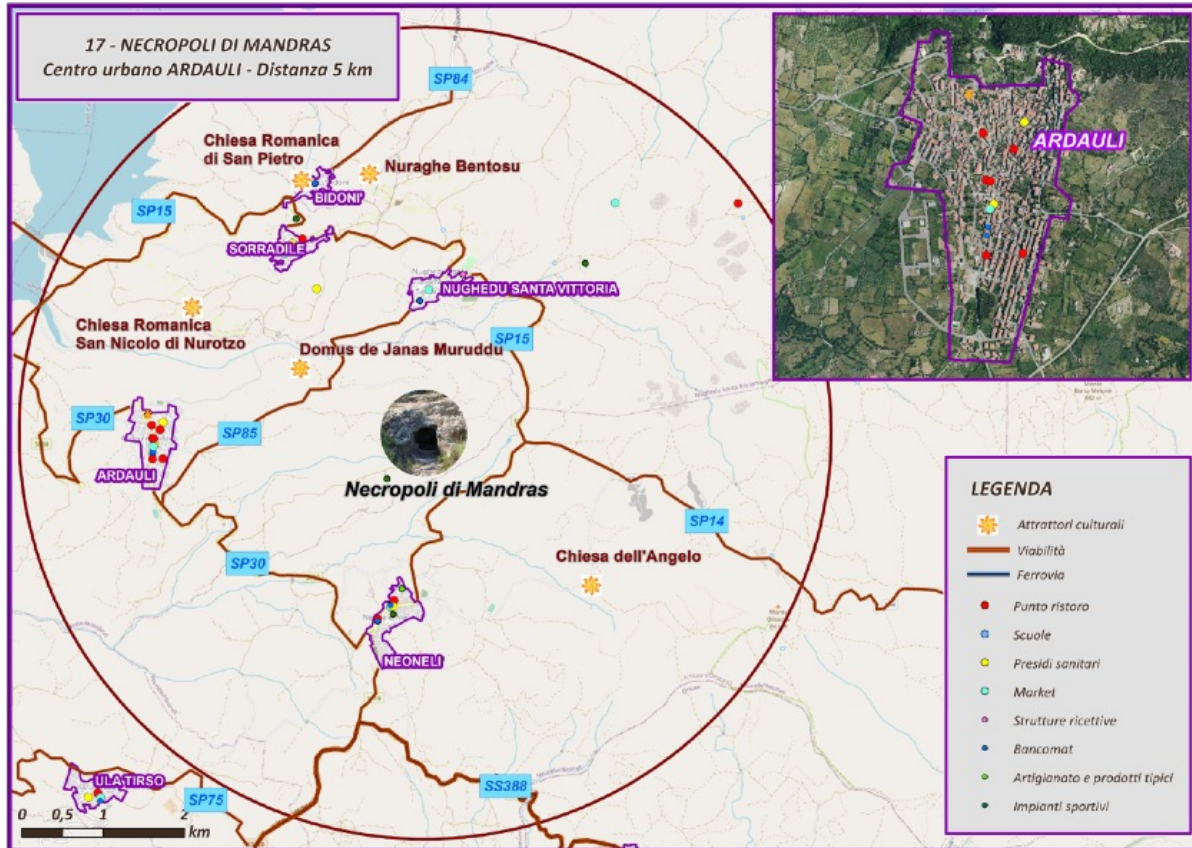 17 - NECROPOLI DI MANDRAS
Centro urbano ARDAULI - Distanza 5 km
ARDAULI
SP84
Chiesa Romanica
di San Pietro
Nuraghe Bentosu
BIDONI'
SP15
SORRADILE
NUGHEDU SANTA VITTORIA
Chiesa Romanica
San Nicolo di Nurotzo
SP15
Domus de Janas Muruddu
SP30
SP85
ARDAULI
Necropoli di Mandras
SP14
SP30
Chiesa dell'Angelo
NEONELI
ULA TIRSO
SP75
SS388
0 0,5 1 2
km
LEGENDA
Attrattori culturali
Viabilità
Ferrovia
Punto ristoro
Scuole
Presidi sanitari
Market
Strutture ricettive
Bancomat
Artigianato e prodotti tipici
Impianti sportivi